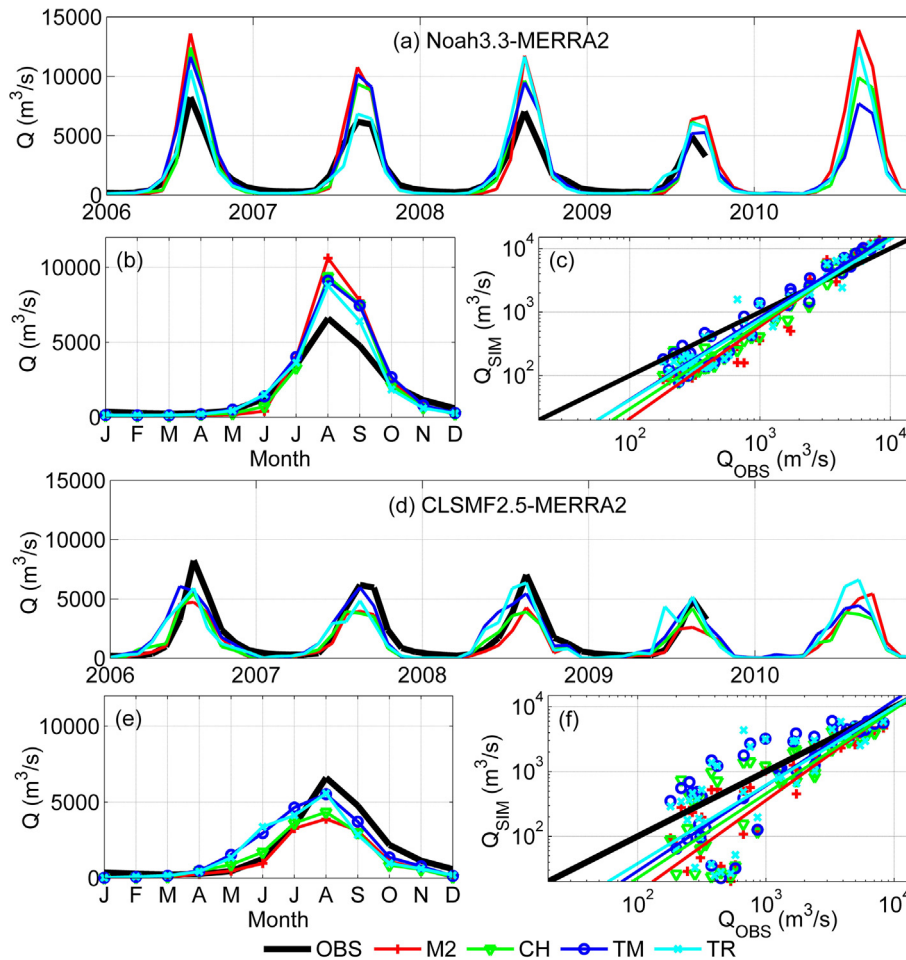 (a) Noah3.3-MERRA2
Q (m³/s)
15000
10000
5000
0
2006 2007 2008 2009 2010
(b)
Q (m³/s)
10000
5000
0
J F M A M J J A S O N D
Month
(c)
Q_SIM (m³/s)
10⁴
10³
10²
10² 10³ 10⁴
Q_OBS (m³/s)
(d) CLSMF2.5-MERRA2
Q (m³/s)
15000
10000
5000
0
2006 2007 2008 2009 2010
(e)
Q (m³/s)
10000
5000
0
J F M A M J J A S O N D
Month
(f)
Q_SIM (m³/s)
10⁴
10³
10²
10² 10³ 10⁴
Q_OBS (m³/s)
OBS M2 CH TM TR